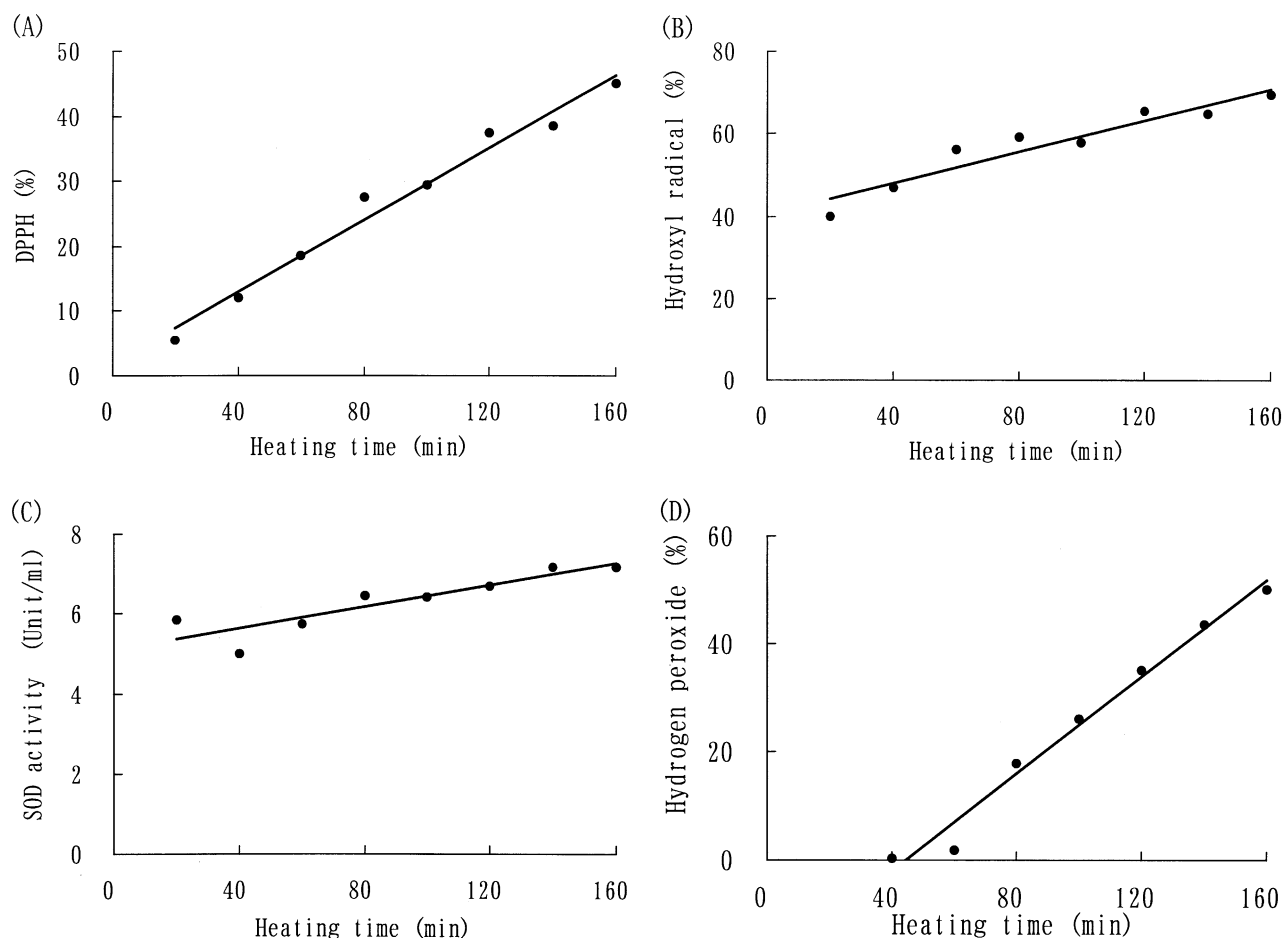 (A)
50
40
30
20
10
0
DPPH (%)
0 40 80 120 160
Heating time (min)
(B)
80
60
40
20
0
Hydroxyl radical (%)
0 40 80 120 160
Heating time (min)
(C)
8
6
4
2
0
SOD activity (Unit/ml)
0 40 80 120 160
Heating time (min)
(D)
60
40
20
0
Hydrogen peroxide (%)
0 40 80 120 160
Heating time (min)